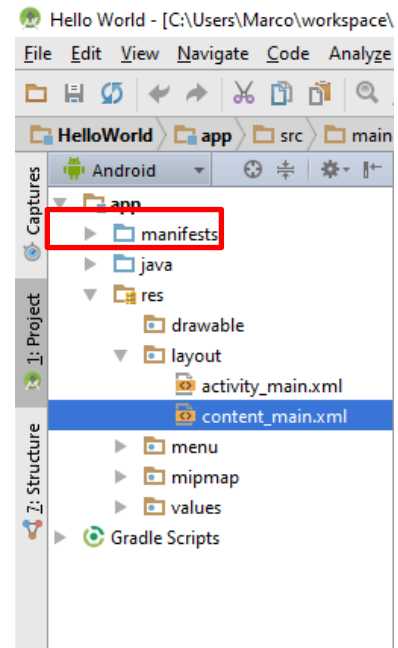 Hello World - [C:\Users\Marco\workspace\
File Edit View Navigate Code Analyze
HelloWorld app src main
Android
Captures
1: Project
7: Structure
app
manifests
java
res
drawable
layout
activity_main.xml
content_main.xml
menu
mipmap
values
Gradle Scripts